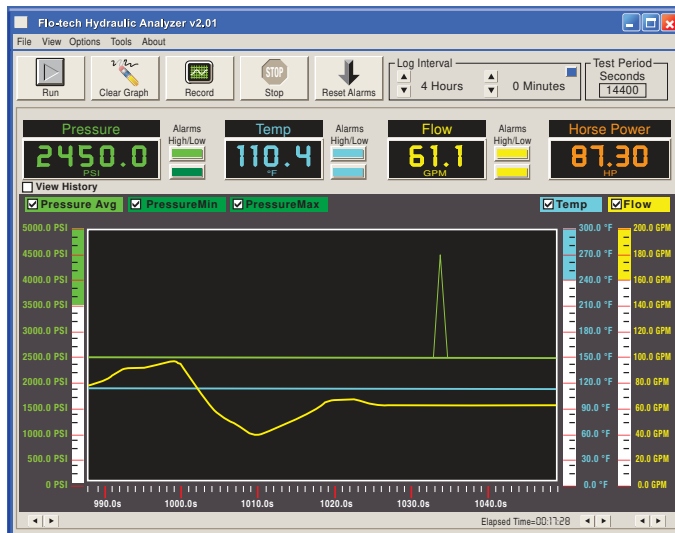 Flo-tech Hydraulic Analyzer v2.01
File View Options Tools About
Run
Clear Graph
Record
STOP
Stop
Reset Alarms
Log Interval
4 Hours
0 Minutes
Test Period
Seconds
14400
Pressure
2450.0
PSI
Alarms
High/Low
Temp
110.4
°F
Alarms
High/Low
Flow
61.1
GPM
Alarms
High/Low
Horse Power
87.30
HP
View History
Pressure Avg
PressureMin
PressureMax
Temp
Flow
5000.0 PSI
4500.0 PSI
4000.0 PSI
3500.0 PSI
3000.0 PSI
2500.0 PSI
2000.0 PSI
1500.0 PSI
1000.0 PSI
500.0 PSI
0 PSI
300.0 °F
270.0 °F
240.0 °F
210.0 °F
180.0 °F
150.0 °F
120.0 °F
90.0 °F
60.0 °F
30.0 °F
0.0 °F
200.0 GPM
180.0 GPM
160.0 GPM
140.0 GPM
120.0 GPM
100.0 GPM
80.0 GPM
60.0 GPM
40.0 GPM
20.0 GPM
0.0 GPM
990.0s
1000.0s
1010.0s
1020.0s
1030.0s
1040.0s
Elapsed Time=00:17:28